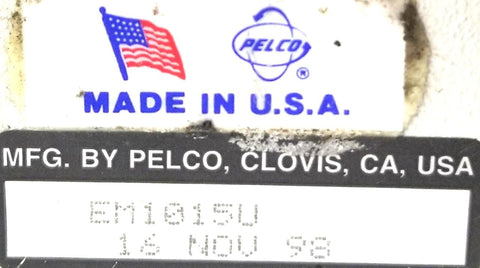 PELCO®
MADE IN U.S.A.
MFG. BY PELCO, CLOVIS, CA, USA
16 NOV 98